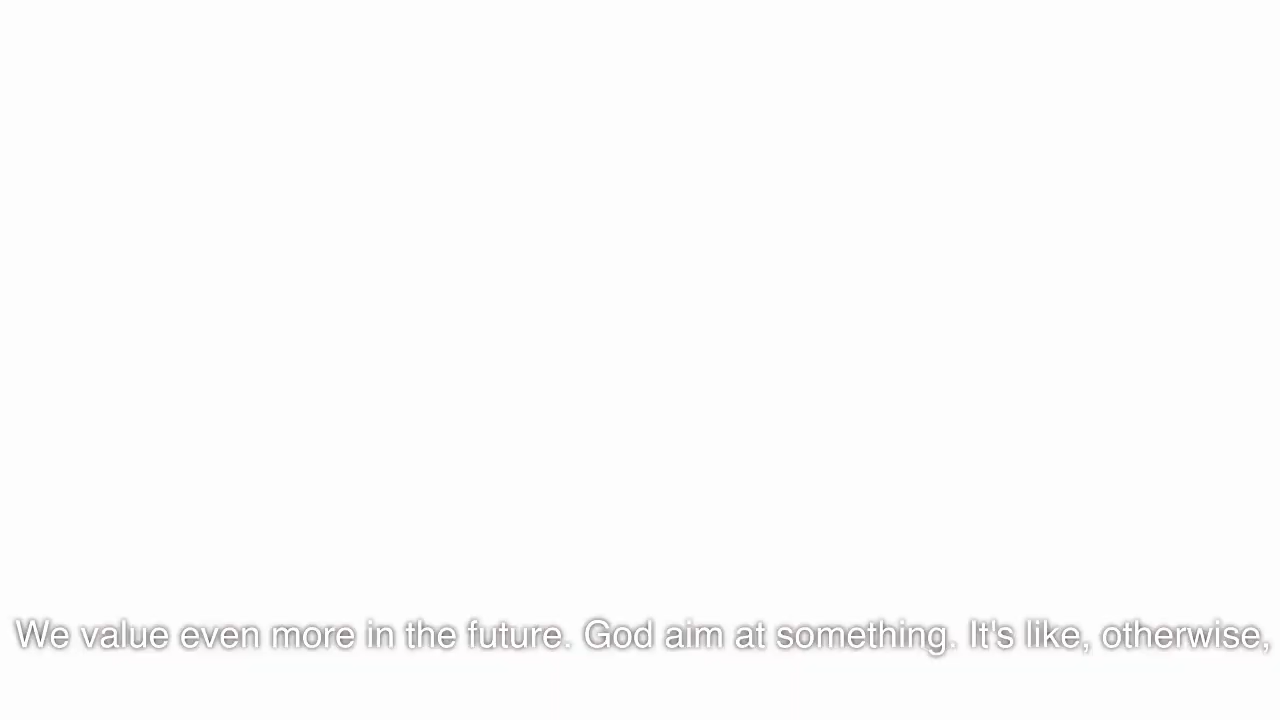 We value even more in the future. God aim at something. It's like, otherwise,